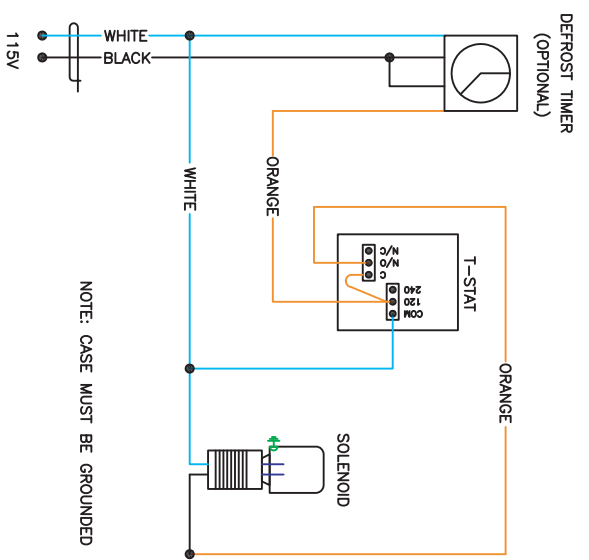 115V
WHITE
BLACK
DEFROST TIMER
(OPTIONAL)
WHITE
ORANGE
T-STAT
N/C
N/O
C
240
120
COM
ORANGE
SOLENOID
NOTE: CASE MUST BE GROUNDED